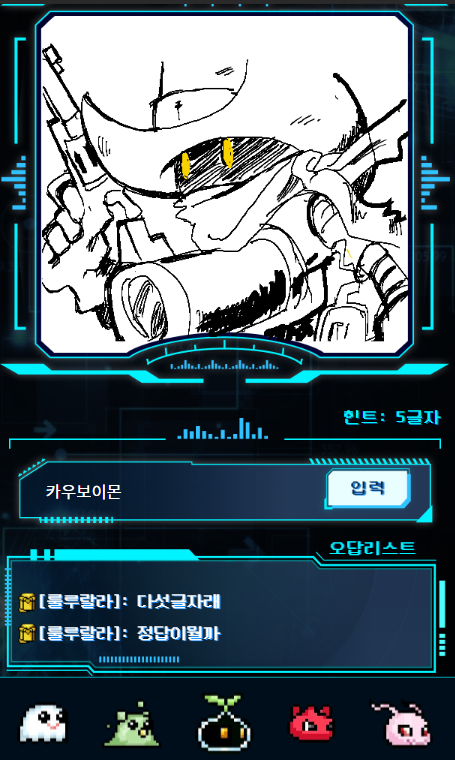 힌트: 5글자
카우보이몬
입력
오답리스트
[룰루랄라]: 다섯글자래
[룰루랄라]: 정답이뭘까